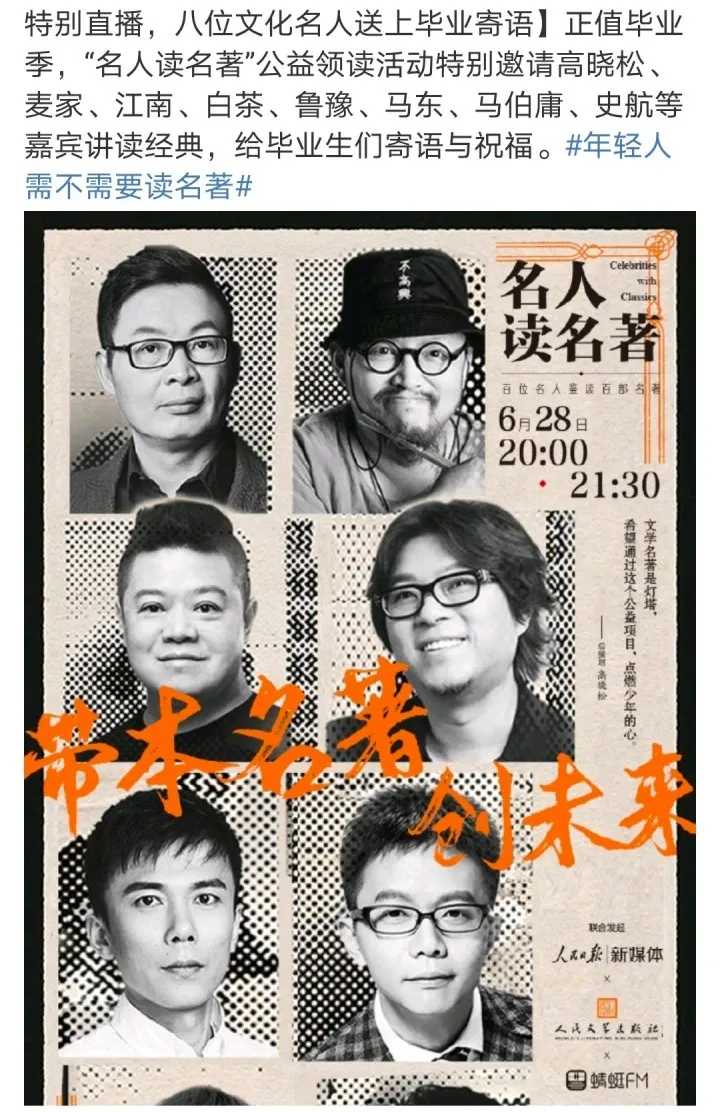 特别直播，八位文化名人送上毕业寄语】正值毕业
季，“名人读名著”公益领读活动特别邀请高晓松、
麦家、江南、白茶、鲁豫、马东、马伯庸、史航等
嘉宾讲读经典，给毕业生们寄语与祝福。#年轻人
需不需要读名著#
不高兴
名人
读名著
Celebrities
with
Classics
百位名人鉴读百部名著
6月28日
20:00
21:30
文学名著是灯塔，
希望通过这个公益项目，点燃少年的心。
高晓松
带本名著
创未来
联合发起
人民日报 | 新媒体
×
人民文学出版社
×
蜻蜓FM